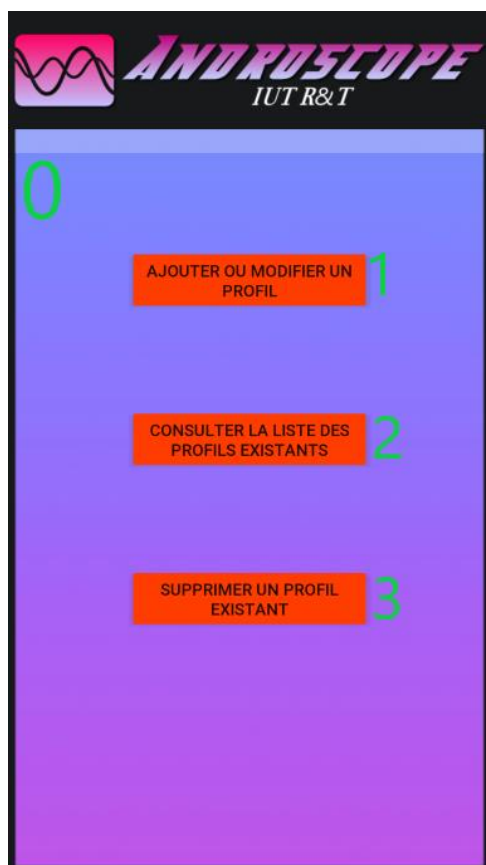 ANDROSCOPE
IUT R&T
0
AJOUTER OU MODIFIER UN
PROFIL
1
CONSULTER LA LISTE DES
PROFILS EXISTANTS
2
SUPPRIMER UN PROFIL
EXISTANT
3